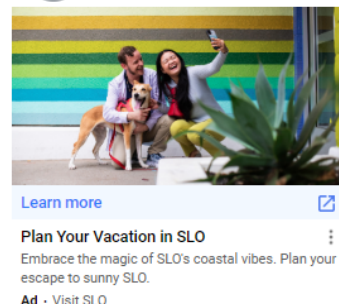 Learn more
Plan Your Vacation in SLO
Embrace the magic of SLO's coastal vibes. Plan your
escape to sunny SLO.
Ad · Visit SLO